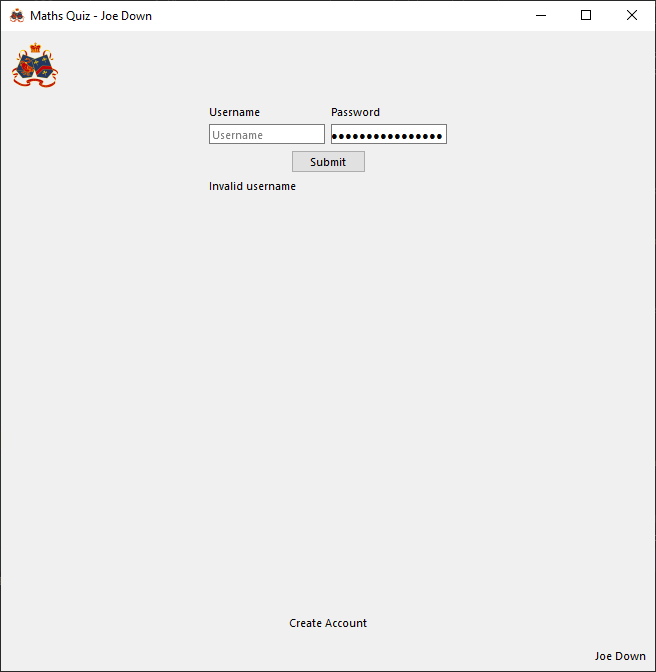 Maths Quiz - Joe Down
Username Password
Username ●●●●●●●●●●●●●●●●
Submit
Invalid username
Create Account
Joe Down